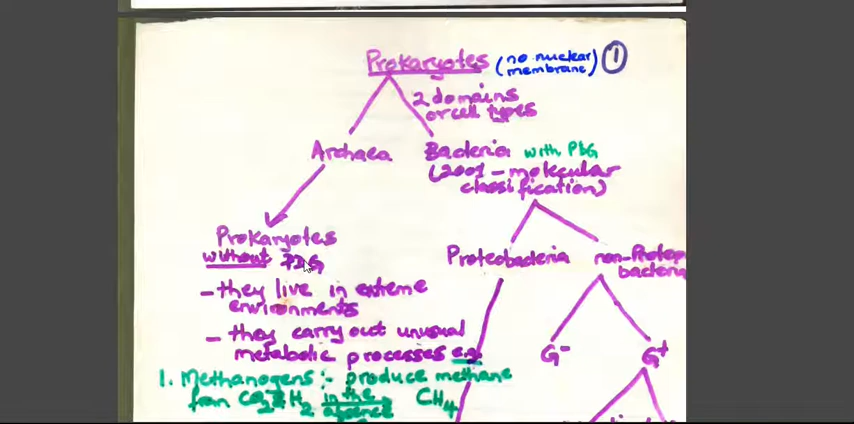 Prokaryotes (no nuclear membrane) 1
2 domains
or cell types
Archaea
Bacteria with PDG
(2001 - molecular
classification)
Prokaryotes
without PDG
- they live in extreme
environments
- they carry out unusual
metabolic processes e.g.
Proteobacteria
non-Proteo
bacteria
G-
G+
1. Methanogens :- produce methane
from CO2 & H2 in the CH4
absence